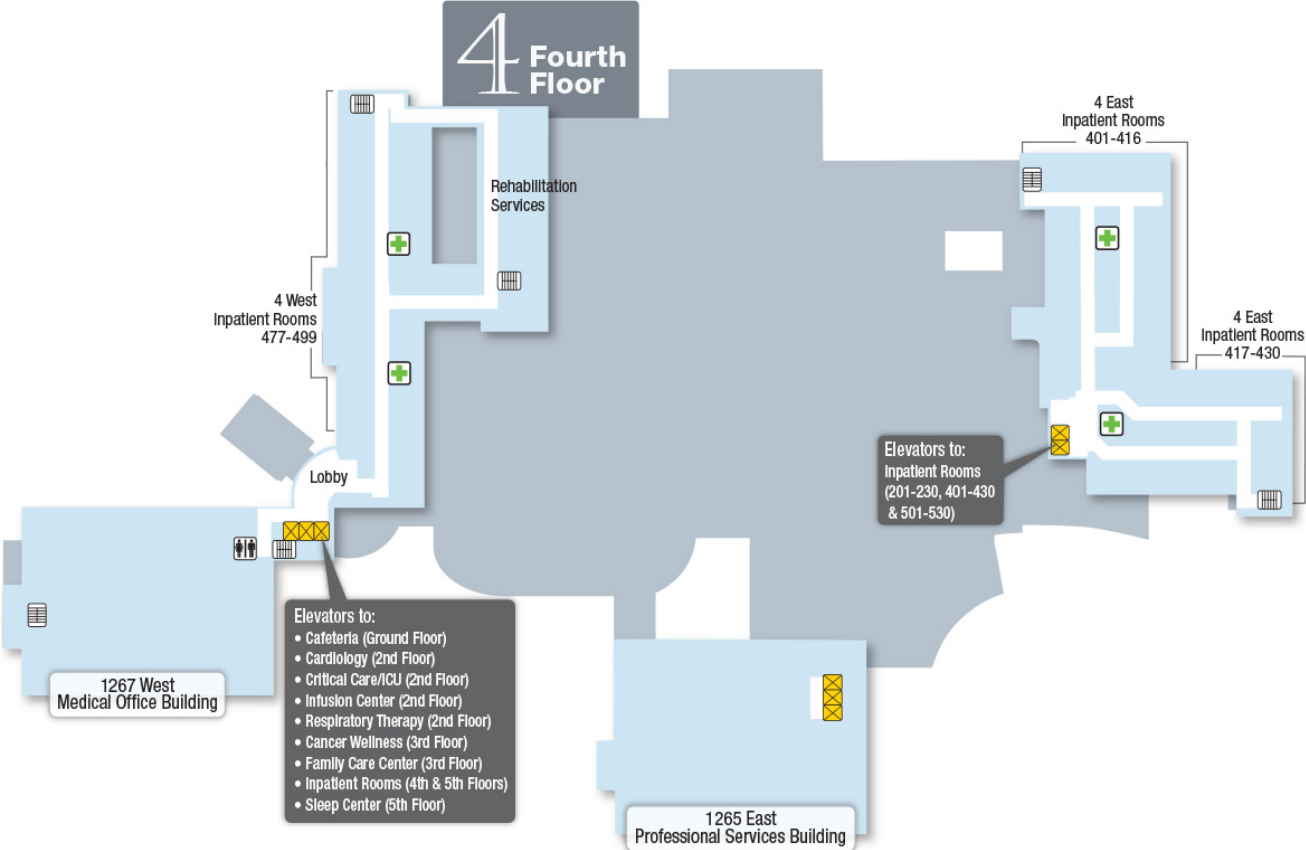 4 Fourth
Floor
4 East
Inpatient Rooms
401-416
Rehabilitation
Services
4 West
Inpatient Rooms
477-499
4 East
Inpatient Rooms
417-430
Elevators to:
Inpatient Rooms
(201-230, 401-430
& 501-530)
Lobby
Elevators to:
• Cafeteria (Ground Floor)
• Cardiology (2nd Floor)
• Critical Care/ICU (2nd Floor)
• Infusion Center (2nd Floor)
• Respiratory Therapy (2nd Floor)
• Cancer Wellness (3rd Floor)
• Family Care Center (3rd Floor)
• Inpatient Rooms (4th & 5th Floors)
• Sleep Center (5th Floor)
1267 West
Medical Office Building
1265 East
Professional Services Building